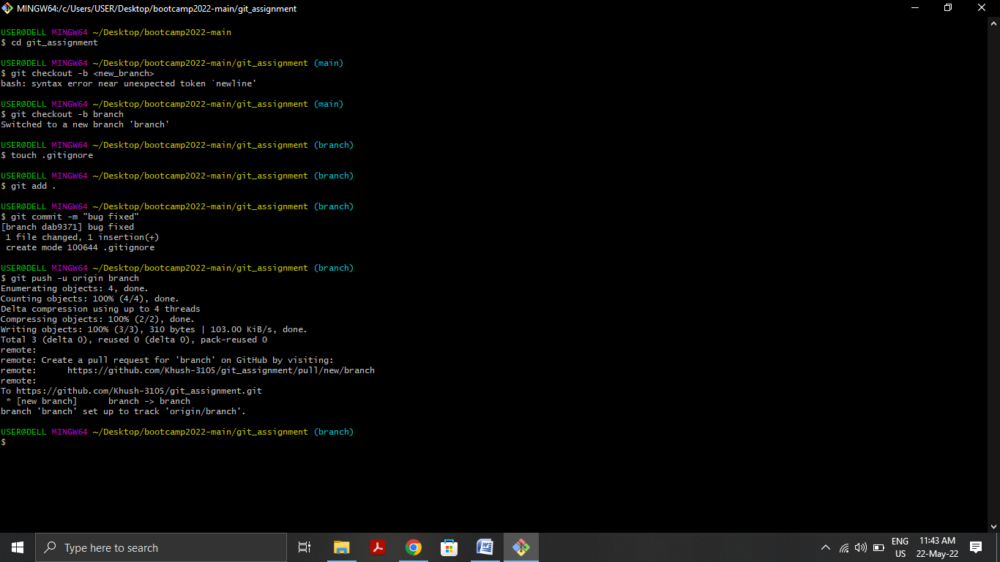 MINGW64:/c/Users/USER/Desktop/bootcamp2022-main/git_assignment
USER@DELL MINGW64 ~/Desktop/bootcamp2022-main
$ cd git_assignment
USER@DELL MINGW64 ~/Desktop/bootcamp2022-main/git_assignment (main)
$ git checkout -b <new_branch>
bash: syntax error near unexpected token `newline'
USER@DELL MINGW64 ~/Desktop/bootcamp2022-main/git_assignment (main)
$ git checkout -b branch
Switched to a new branch 'branch'
USER@DELL MINGW64 ~/Desktop/bootcamp2022-main/git_assignment (branch)
$ touch .gitignore
USER@DELL MINGW64 ~/Desktop/bootcamp2022-main/git_assignment (branch)
$ git add .
USER@DELL MINGW64 ~/Desktop/bootcamp2022-main/git_assignment (branch)
$ git commit -m "bug fixed"
[branch dab9371] bug fixed
1 file changed, 1 insertion(+)
create mode 100644 .gitignore
USER@DELL MINGW64 ~/Desktop/bootcamp2022-main/git_assignment (branch)
$ git push -u origin branch
Enumerating objects: 4, done.
Counting objects: 100% (4/4), done.
Delta compression using up to 4 threads
Compressing objects: 100% (2/2), done.
Writing objects: 100% (3/3), 310 bytes | 103.00 KiB/s, done.
Total 3 (delta 0), reused 0 (delta 0), pack-reused 0
remote:
remote: Create a pull request for 'branch' on GitHub by visiting:
remote:      https://github.com/Khush-3105/git_assignment/pull/new/branch
remote:
To https://github.com/Khush-3105/git_assignment.git
* [new branch]      branch -> branch
branch 'branch' set up to track 'origin/branch'.
USER@DELL MINGW64 ~/Desktop/bootcamp2022-main/git_assignment (branch)
$
Type here to search
ENG
US
11:43 AM
22-May-22